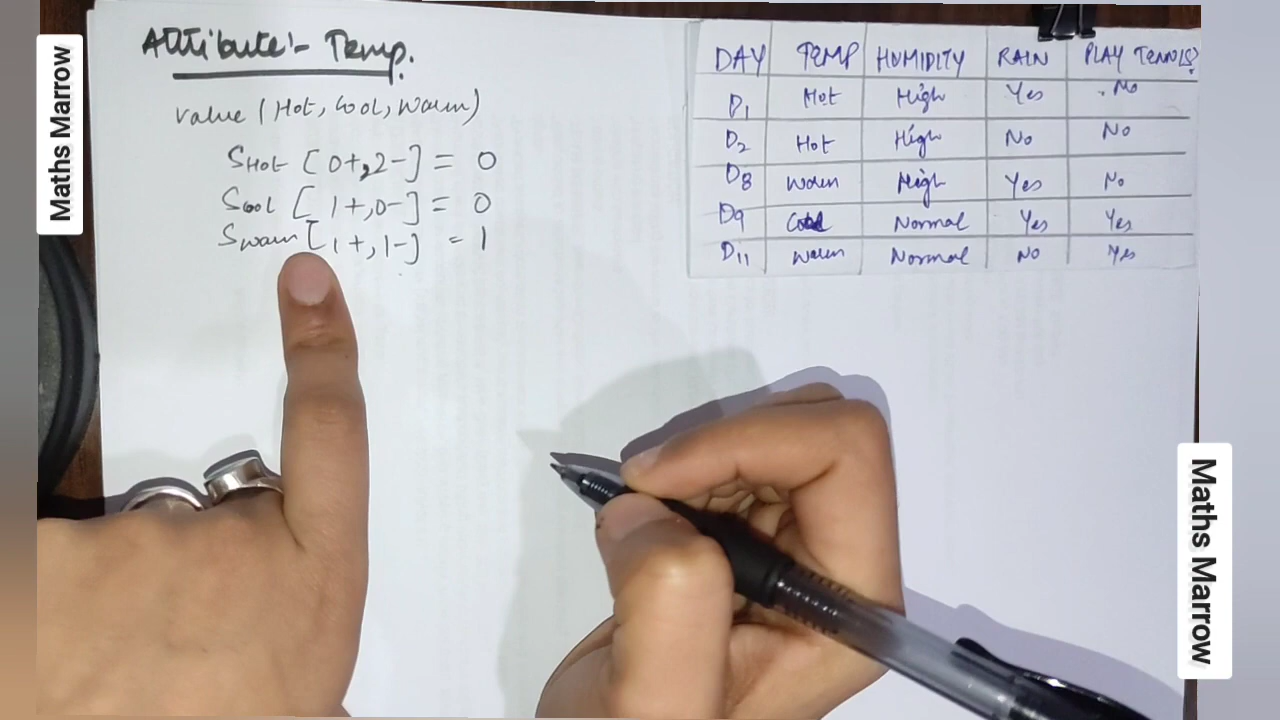 Maths Marrow
Attribute:- Temp.
value (Hot, Cool, Warm)
SHot [0+,2-] = 0
SCool [1+,0-] = 0
SWarm [1+,1-] = 1
DAY TEMP HUMIDITY RAIN PLAY TENNIS?
D1 Hot High Yes No
D2 Hot High No No
D8 Warm High Yes No
D9 Cool Normal Yes Yes
D11 Warm Normal No Yes
Maths Marrow